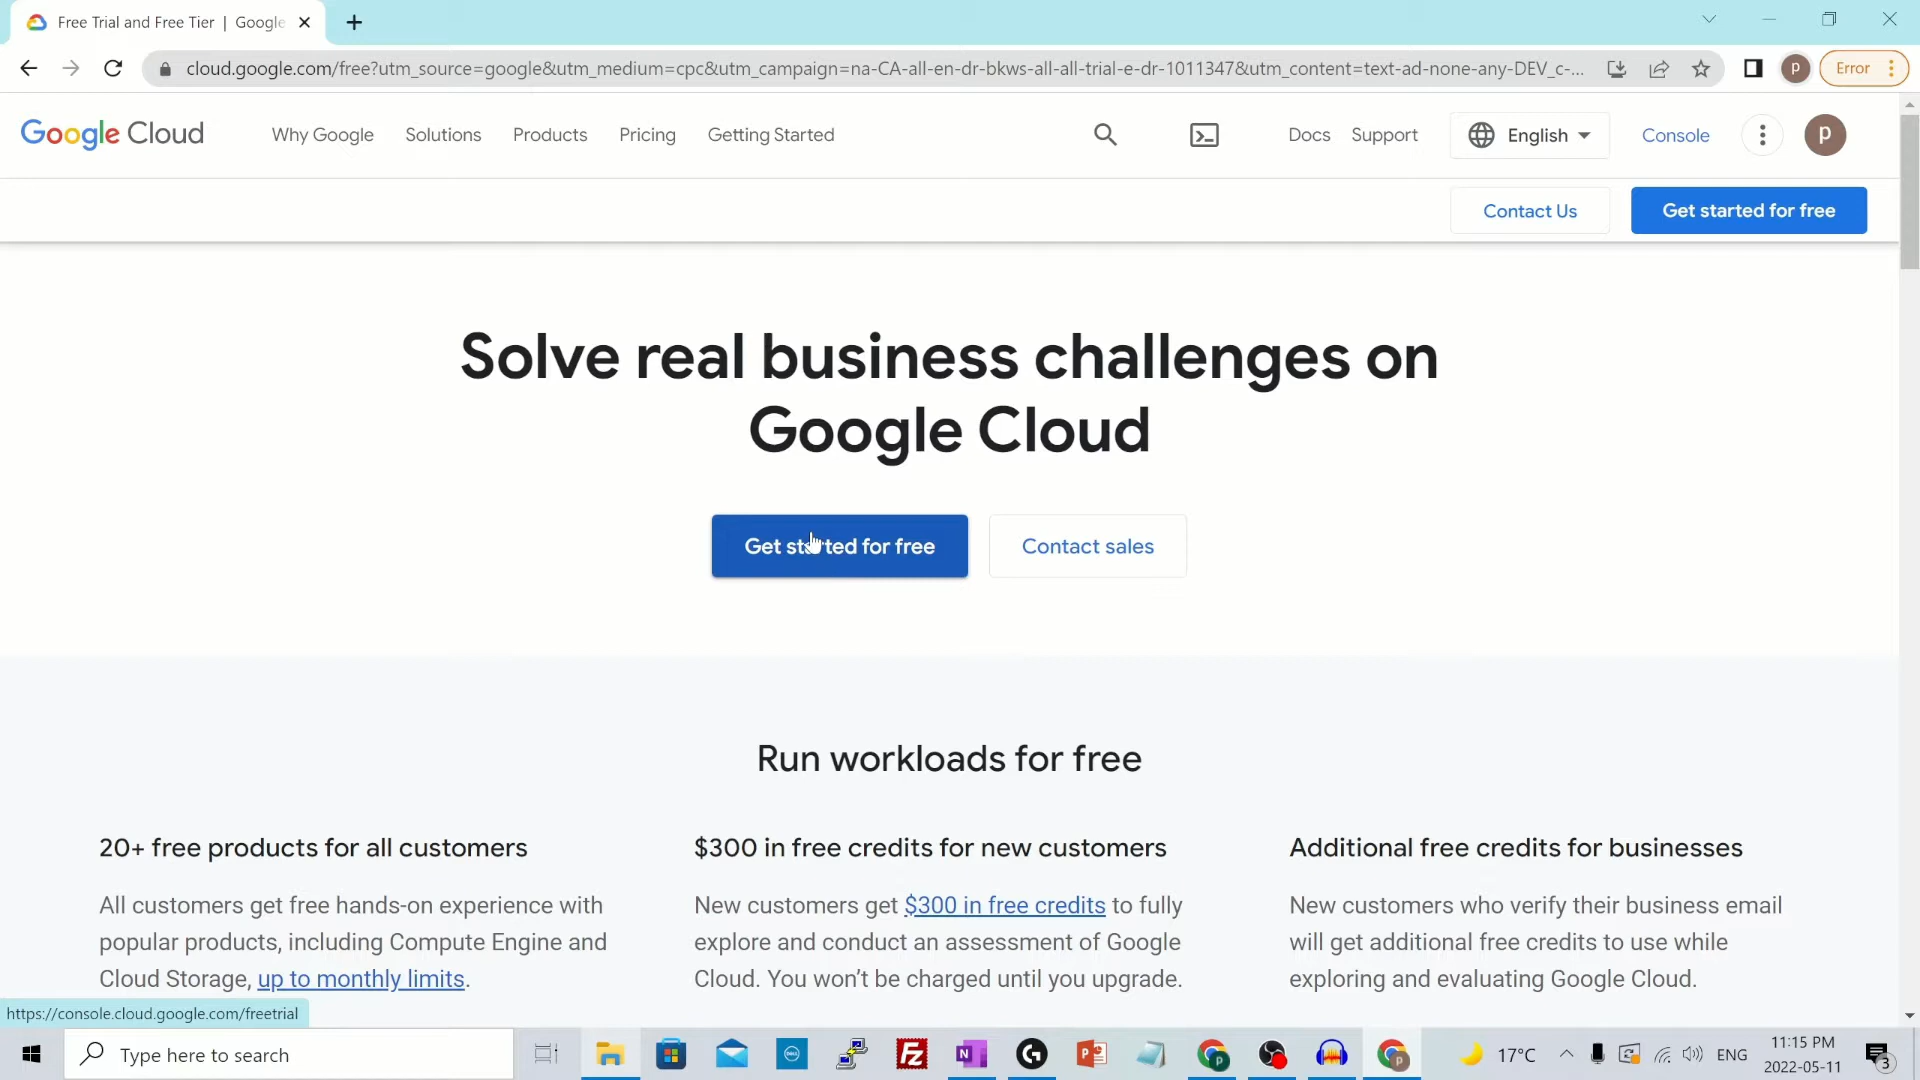 Free Trial and Free Tier | Google
cloud.google.com/free?utm_source=google&utm_medium=cpc&utm_campaign=na-CA-all-en-dr-bkws-all-all-trial-e-dr-1011347&utm_content=text-ad-none-any-DEV_c-...
P
Error
Google Cloud
Why Google
Solutions
Products
Pricing
Getting Started
Docs
Support
English
Console
P
Contact Us
Get started for free
Solve real business challenges on
Google Cloud
Get started for free
Contact sales
Run workloads for free
20+ free products for all customers
All customers get free hands-on experience with
popular products, including Compute Engine and
Cloud Storage, up to monthly limits.
$300 in free credits for new customers
New customers get $300 in free credits to fully
explore and conduct an assessment of Google
Cloud. You won't be charged until you upgrade.
Additional free credits for businesses
New customers who verify their business email
will get additional free credits to use while
exploring and evaluating Google Cloud.
https://console.cloud.google.com/freetrial
Type here to search
17°C
ENG
11:15 PM
2022-05-11
3